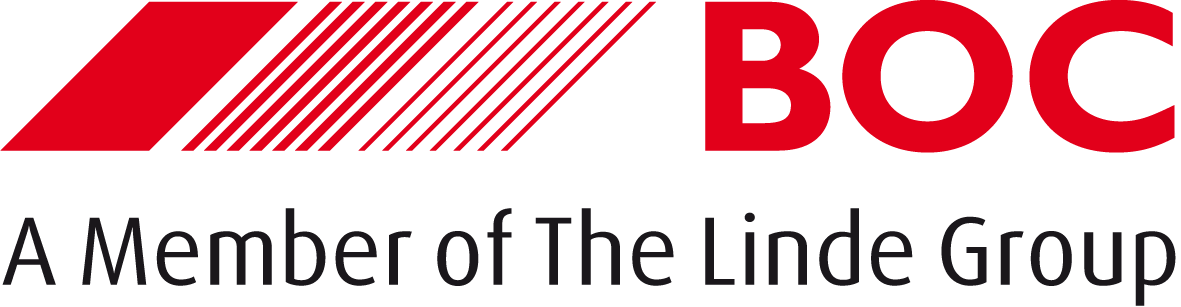 BOC
A Member of The Linde Group